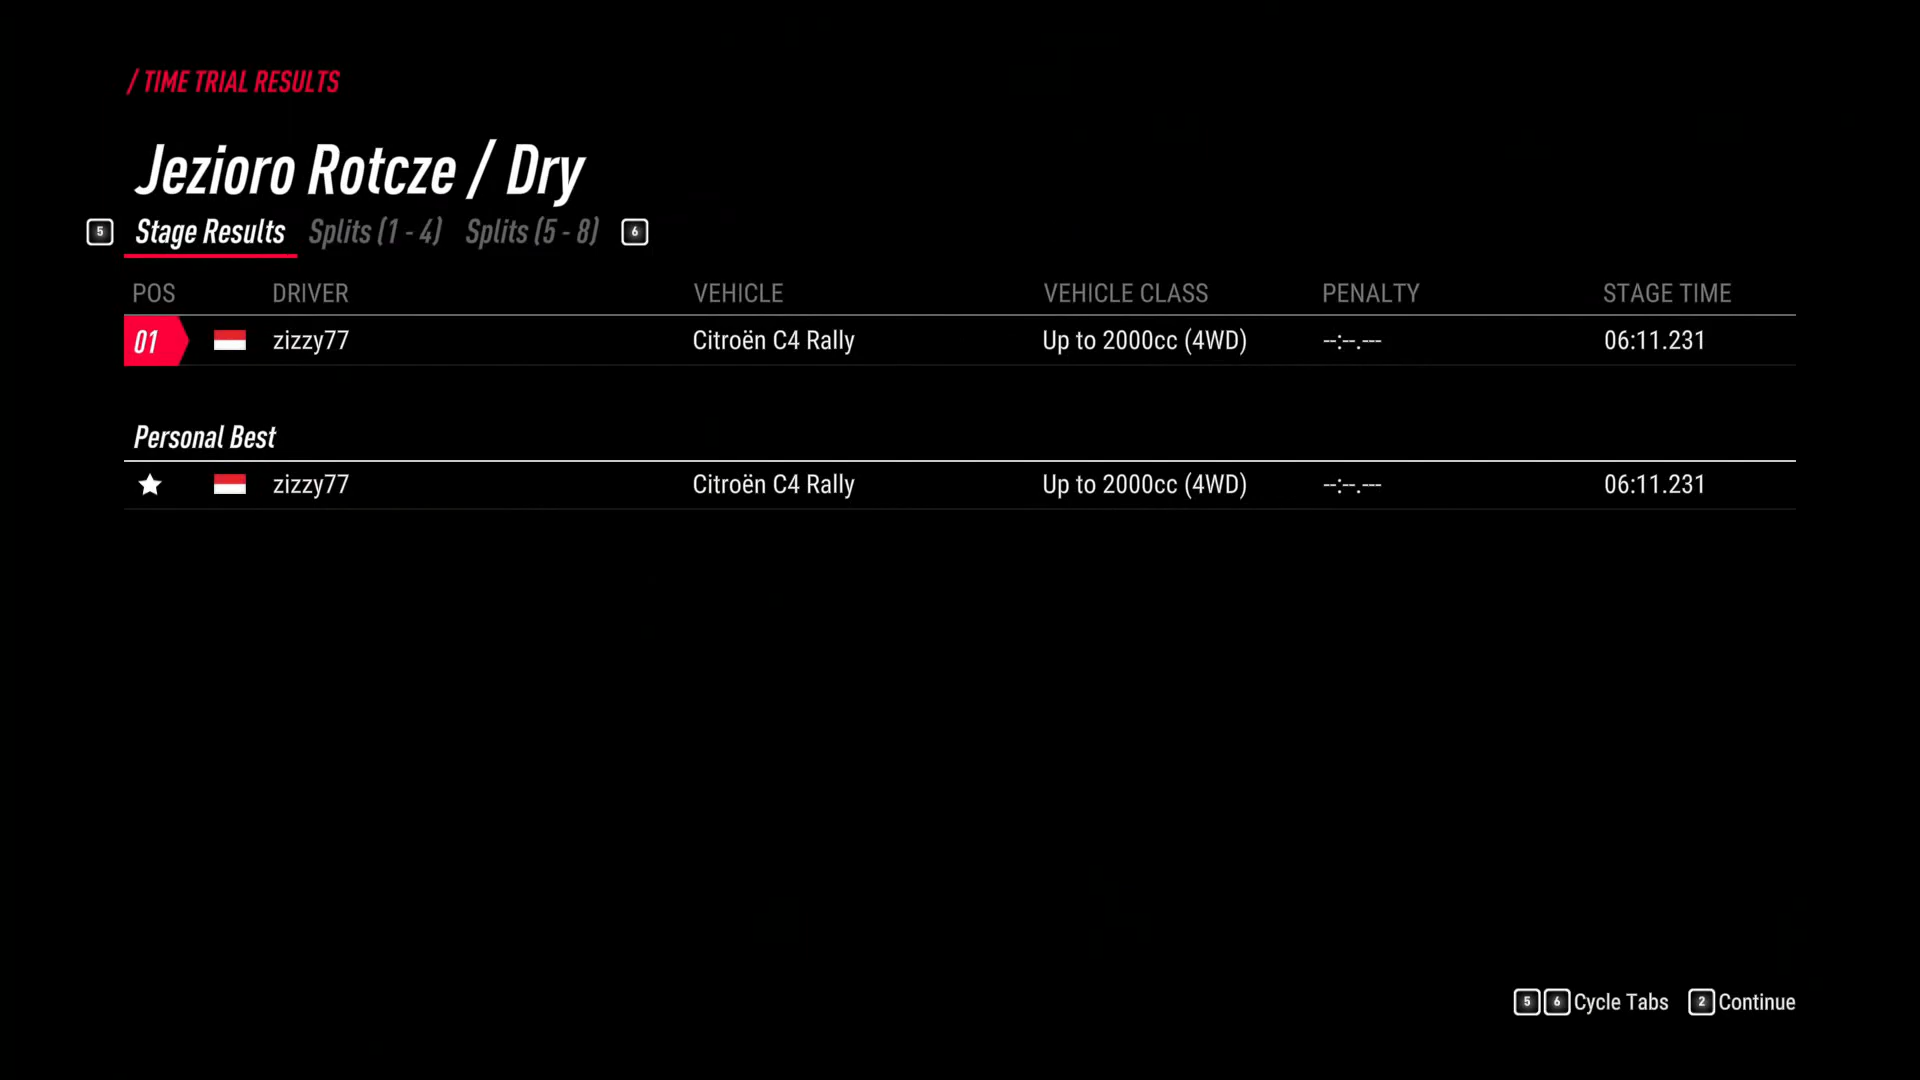 / TIME TRIAL RESULTS
Jezioro Rotcze / Dry
5 Stage Results Splits (1 - 4) Splits (5 - 8) 6
POS DRIVER VEHICLE VEHICLE CLASS PENALTY STAGE TIME
01 zizzy77 Citroën C4 Rally Up to 2000cc (4WD) --:--.--- 06:11.231
Personal Best
zizzy77 Citroën C4 Rally Up to 2000cc (4WD) --:--.--- 06:11.231
5 6 Cycle Tabs 2 Continue